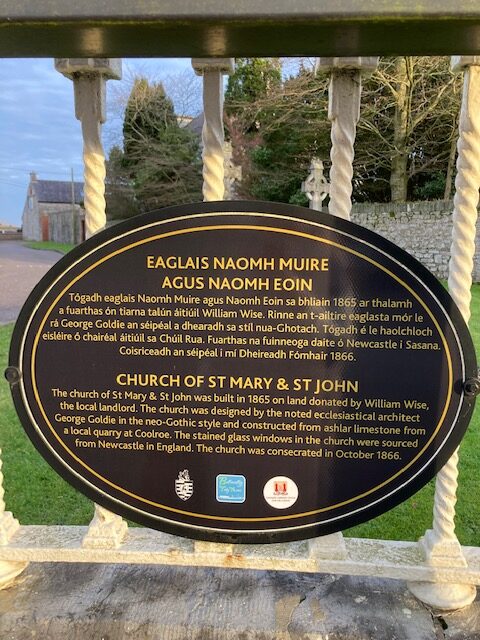 EAGLAIS NAOMH MUIRE
AGUS NAOMH EOIN
Tógadh eaglais Naomh Muire agus Naomh Eoin sa bhliain 1865 ar thalamh
a fuarthas ón tiarna talún áitiúil William Wise. Rinne an t-ailtire eaglasta mór le
rá George Goldie an séipéal a dhearadh sa stíl nua-Ghotach. Tógadh é le haolchloch
eisléire ó chairéal áitiúil sa Chúil Rua. Fuarthas na fuinneoga daite ó Newcastle i Sasana.
Coisriceadh an séipéal i mí Dheireadh Fómhair 1866.
CHURCH OF ST MARY & ST JOHN
The church of St Mary & St John was built in 1865 on land donated by William Wise,
the local landlord. The church was designed by the noted ecclesiastical architect
George Goldie in the neo-Gothic style and constructed from ashlar limestone from
a local quarry at Coolroe. The stained glass windows in the church were sourced
from Newcastle in England. The church was consecrated in October 1866.